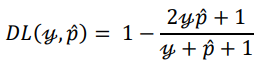 DL(y, p̂) = 1 − (2yp̂ + 1) / (y + p̂ + 1)